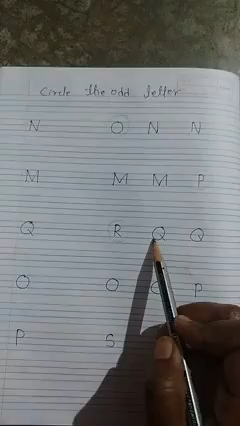 Circle the odd letter
N O N N
M M M P
Q R Q Q
O O P
P S